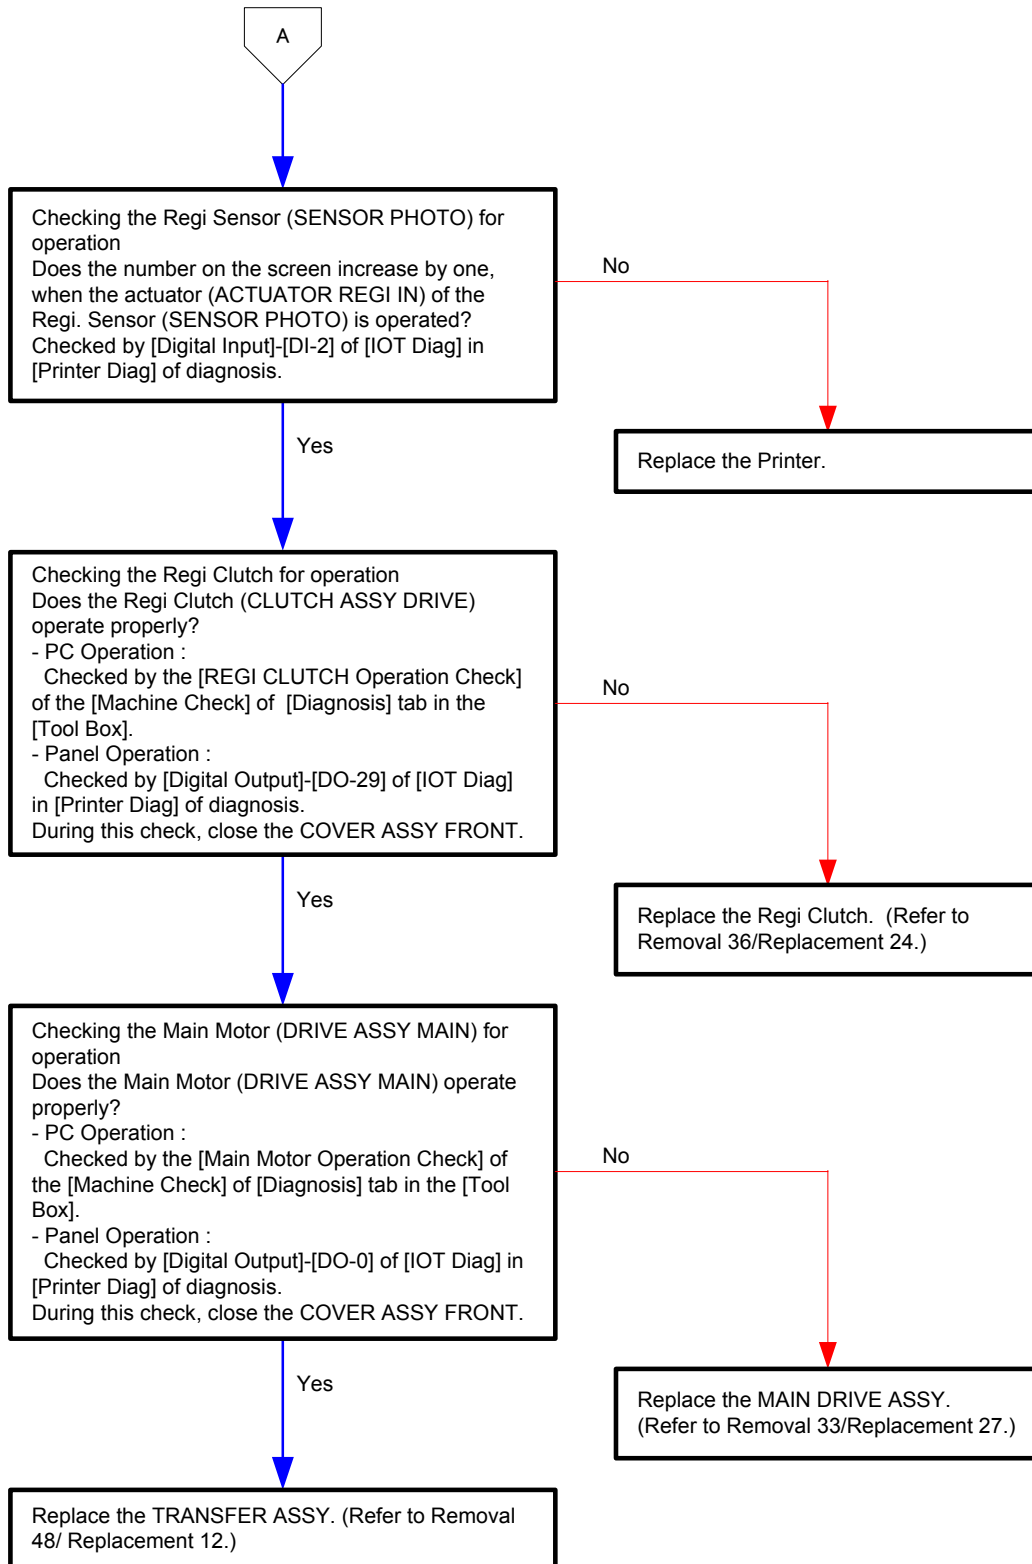 A
Checking the Regi Sensor (SENSOR PHOTO) for
operation
Does the number on the screen increase by one,
when the actuator (ACTUATOR REGI IN) of the
Regi. Sensor (SENSOR PHOTO) is operated?
Checked by [Digital Input]-[DI-2] of [IOT Diag] in
[Printer Diag] of diagnosis.
No
Yes
Replace the Printer.
Checking the Regi Clutch for operation
Does the Regi Clutch (CLUTCH ASSY DRIVE)
operate properly?
- PC Operation :
Checked by the [REGI CLUTCH Operation Check]
of the [Machine Check] of  [Diagnosis] tab in the
[Tool Box].
- Panel Operation :
Checked by [Digital Output]-[DO-29] of [IOT Diag]
in [Printer Diag] of diagnosis.
During this check, close the COVER ASSY FRONT.
No
Yes
Replace the Regi Clutch.  (Refer to
Removal 36/Replacement 24.)
Checking the Main Motor (DRIVE ASSY MAIN) for
operation
Does the Main Motor (DRIVE ASSY MAIN) operate
properly?
- PC Operation :
Checked by the [Main Motor Operation Check] of
the [Machine Check] of [Diagnosis] tab in the [Tool
Box].
- Panel Operation :
Checked by [Digital Output]-[DO-0] of [IOT Diag] in
[Printer Diag] of diagnosis.
During this check, close the COVER ASSY FRONT.
No
Yes
Replace the MAIN DRIVE ASSY.
(Refer to Removal 33/Replacement 27.)
Replace the TRANSFER ASSY. (Refer to Removal
48/ Replacement 12.)